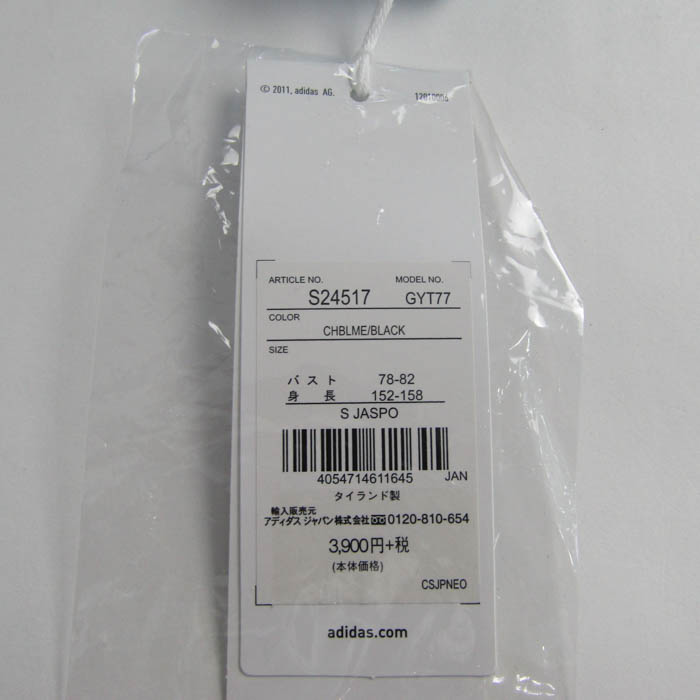 © 2011, adidas AG. 12010006
ARTICLE NO. MODEL NO.
S24517 GYT77
COLOR
CHBLME/BLACK
SIZE
バスト 78-82
身長 152-158
S JASPO
4054714611645 JAN
タイランド製
輸入販売元
アディダス ジャパン株式会社 0120-810-654
3,900円+税
(本体価格)
CSJPNEO
adidas.com